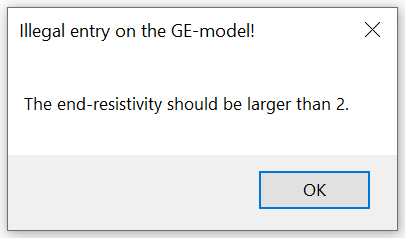 Illegal entry on the GE-model!
The end-resistivity should be larger than 2.
OK